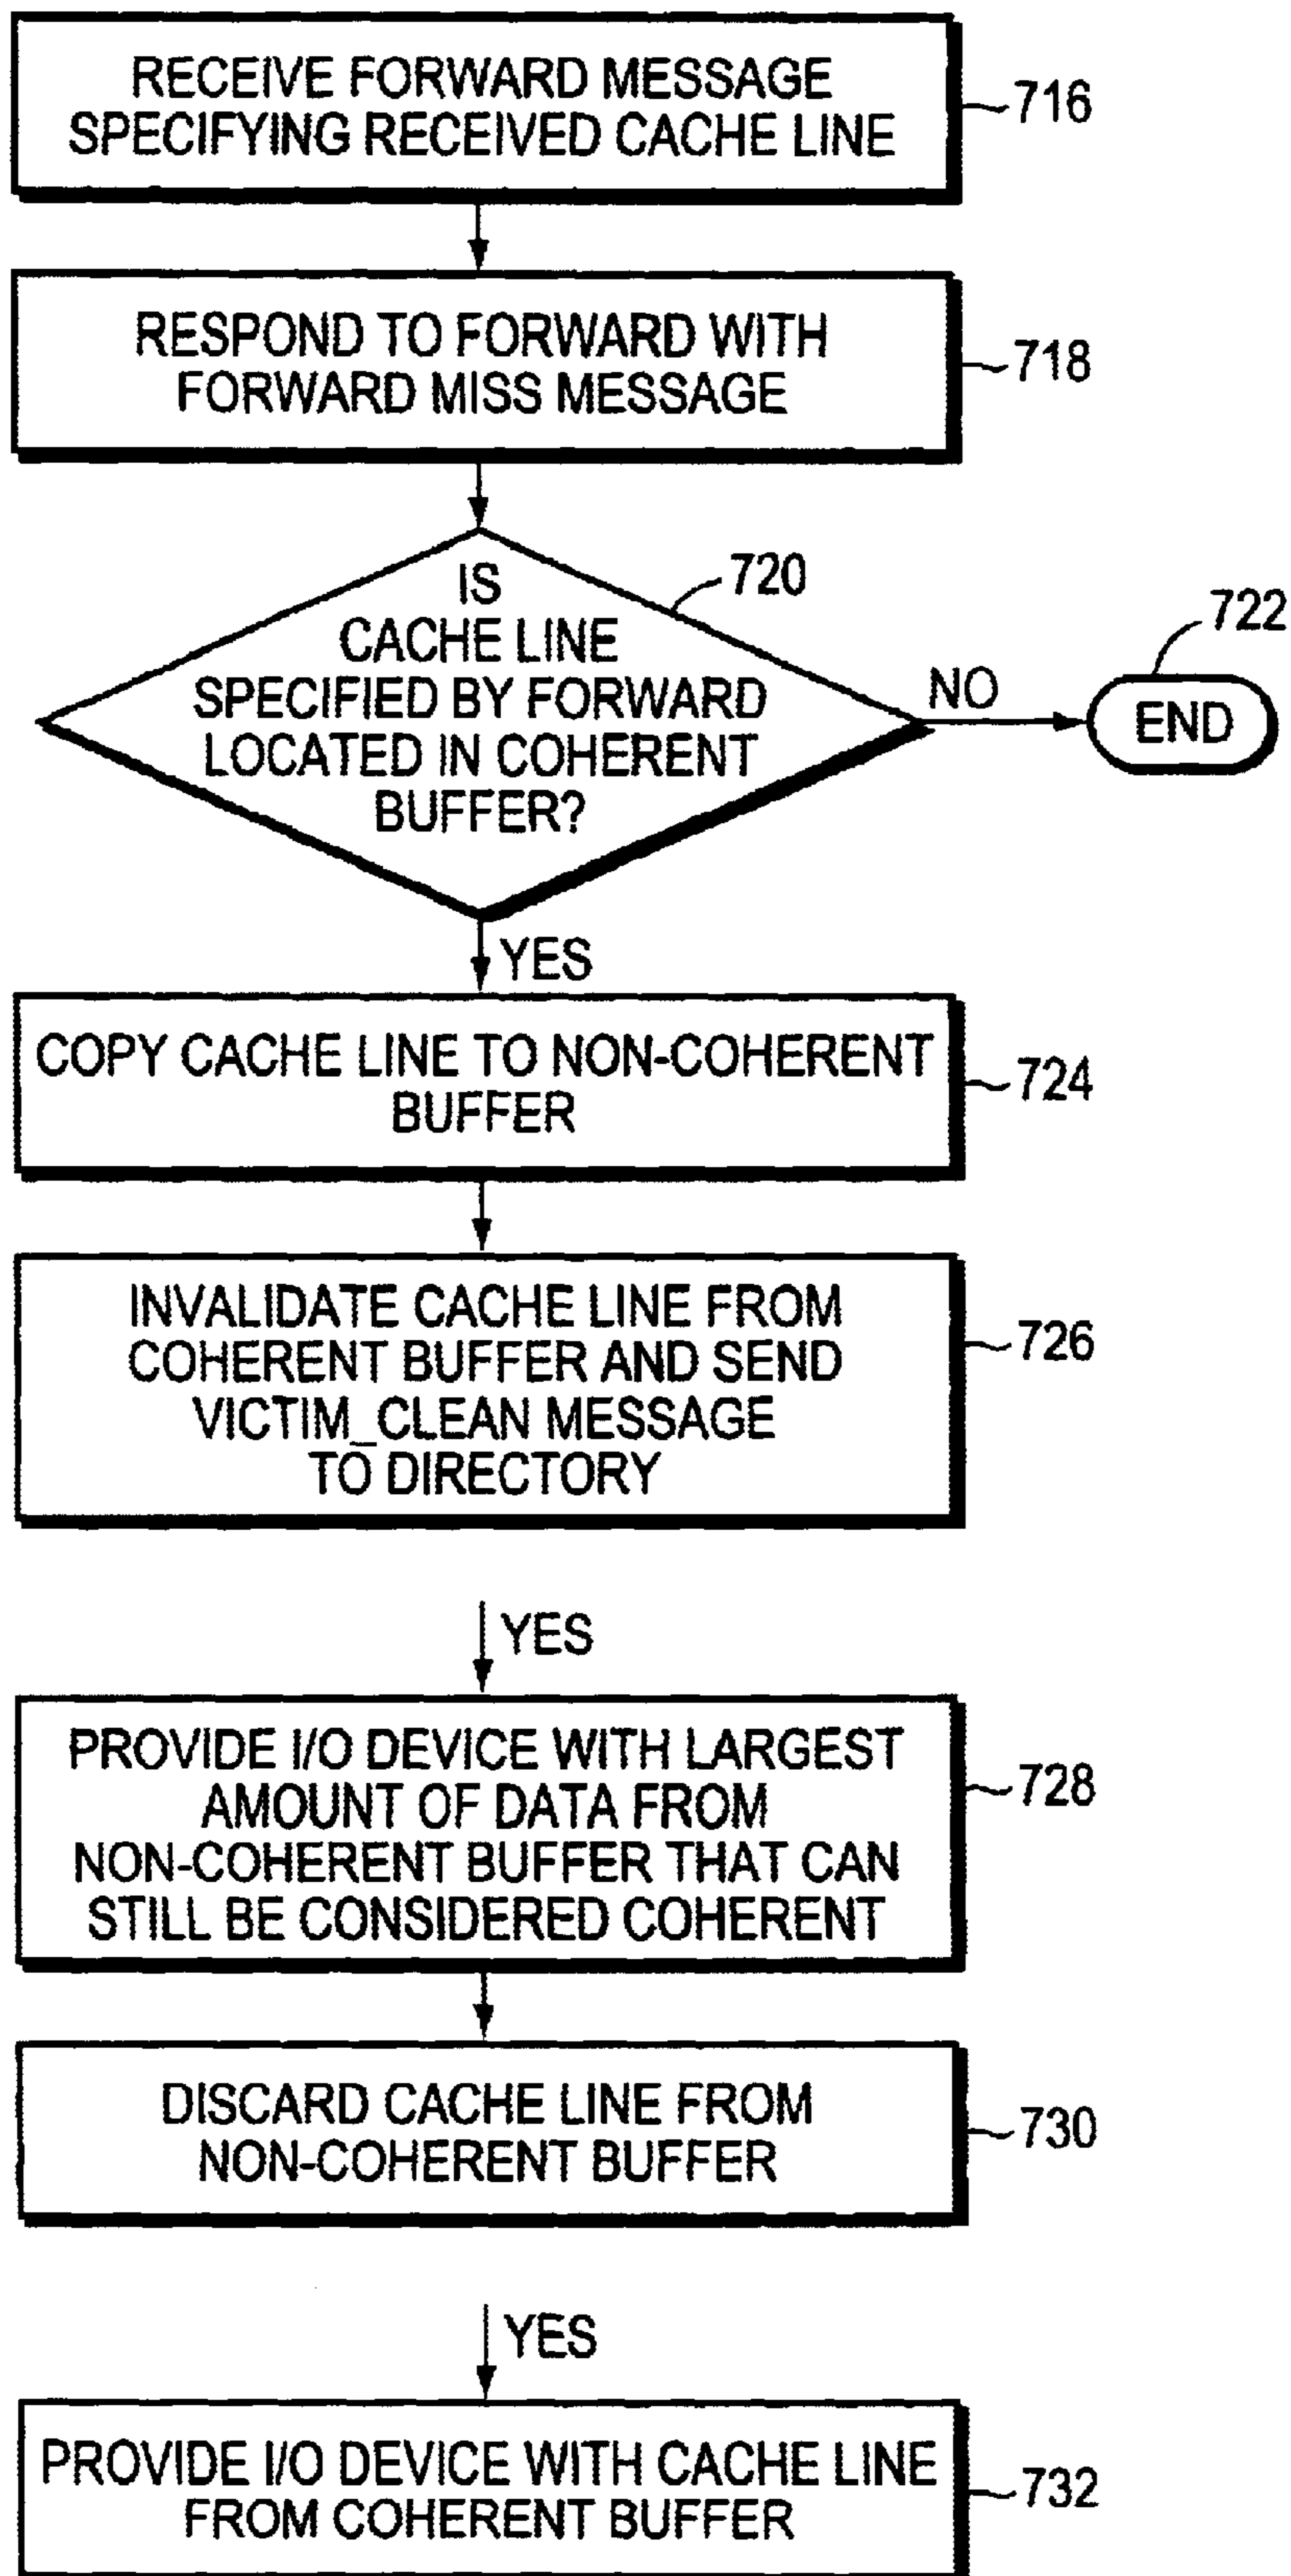 RECEIVE FORWARD MESSAGE
SPECIFYING RECEIVED CACHE LINE
716
RESPOND TO FORWARD WITH
FORWARD MISS MESSAGE
718
720
IS
CACHE LINE
SPECIFIED BY FORWARD
LOCATED IN COHERENT
BUFFER?
NO
722
END
YES
COPY CACHE LINE TO NON-COHERENT
BUFFER
724
INVALIDATE CACHE LINE FROM
COHERENT BUFFER AND SEND
VICTIM_CLEAN MESSAGE
TO DIRECTORY
726
YES
PROVIDE I/O DEVICE WITH LARGEST
AMOUNT OF DATA FROM
NON-COHERENT BUFFER THAT CAN
STILL BE CONSIDERED COHERENT
728
DISCARD CACHE LINE FROM
NON-COHERENT BUFFER
730
YES
PROVIDE I/O DEVICE WITH CACHE LINE
FROM COHERENT BUFFER
732